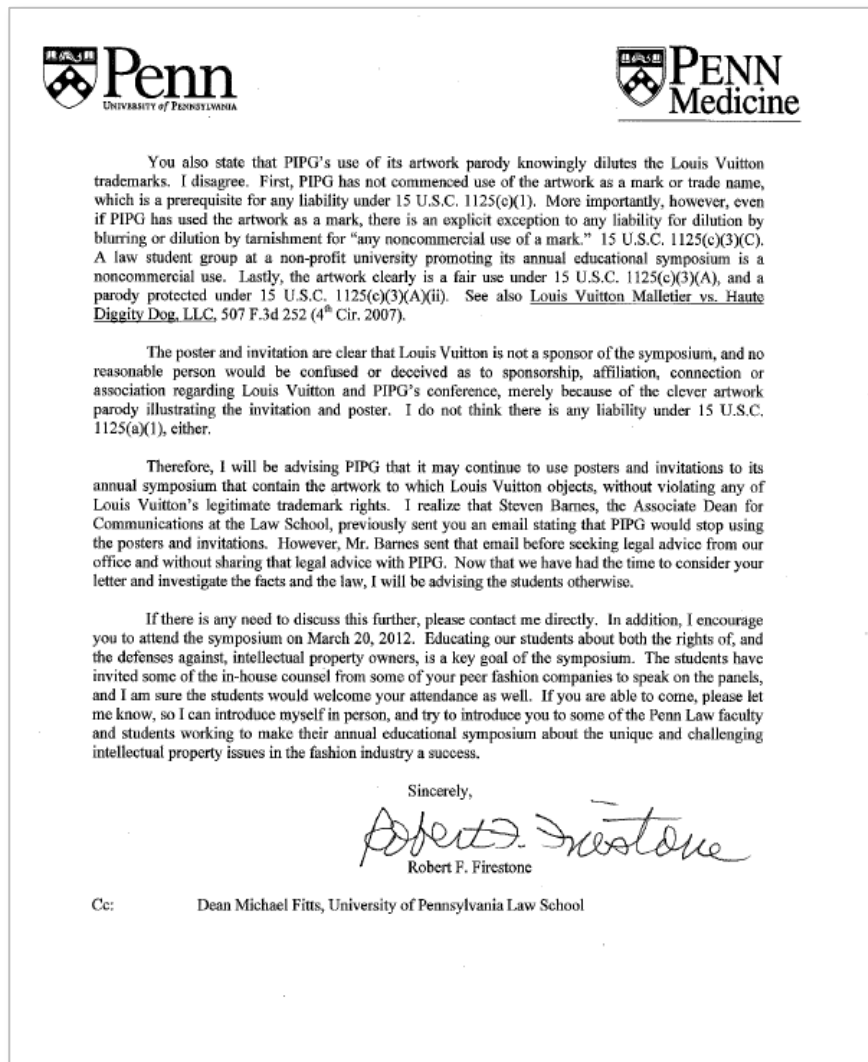 Penn
UNIVERSITY of PENNSYLVANIA
PENN
Medicine
You also state that PIPG's use of its artwork parody knowingly dilutes the Louis Vuitton
trademarks. I disagree. First, PIPG has not commenced use of the artwork as a mark or trade name,
which is a prerequisite for any liability under 15 U.S.C. 1125(c)(1). More importantly, however, even
if PIPG has used the artwork as a mark, there is an explicit exception to any liability for dilution by
blurring or dilution by tarnishment for "any noncommercial use of a mark." 15 U.S.C. 1125(c)(3)(C).
A law student group at a non-profit university promoting its annual educational symposium is a
noncommercial use. Lastly, the artwork clearly is a fair use under 15 U.S.C. 1125(c)(3)(A), and a
parody protected under 15 U.S.C. 1125(c)(3)(A)(ii). See also Louis Vuitton Malletier vs. Haute
Diggity Dog, LLC, 507 F.3d 252 (4th Cir. 2007).
The poster and invitation are clear that Louis Vuitton is not a sponsor of the symposium, and no
reasonable person would be confused or deceived as to sponsorship, affiliation, connection or
association regarding Louis Vuitton and PIPG's conference, merely because of the clever artwork
parody illustrating the invitation and poster. I do not think there is any liability under 15 U.S.C.
1125(a)(1), either.
Therefore, I will be advising PIPG that it may continue to use posters and invitations to its
annual symposium that contain the artwork to which Louis Vuitton objects, without violating any of
Louis Vuitton's legitimate trademark rights. I realize that Steven Barnes, the Associate Dean for
Communications at the Law School, previously sent you an email stating that PIPG would stop using
the posters and invitations. However, Mr. Barnes sent that email before seeking legal advice from our
office and without sharing that legal advice with PIPG. Now that we have had the time to consider your
letter and investigate the facts and the law, I will be advising the students otherwise.
If there is any need to discuss this further, please contact me directly. In addition, I encourage
you to attend the symposium on March 20, 2012. Educating our students about both the rights of, and
the defenses against, intellectual property owners, is a key goal of the symposium. The students have
invited some of the in-house counsel from some of your peer fashion companies to speak on the panels,
and I am sure the students would welcome your attendance as well. If you are able to come, please let
me know, so I can introduce myself in person, and try to introduce you to some of the Penn Law faculty
and students working to make their annual educational symposium about the unique and challenging
intellectual property issues in the fashion industry a success.
Sincerely,
Robert F. Firestone
Robert F. Firestone
Cc: Dean Michael Fitts, University of Pennsylvania Law School